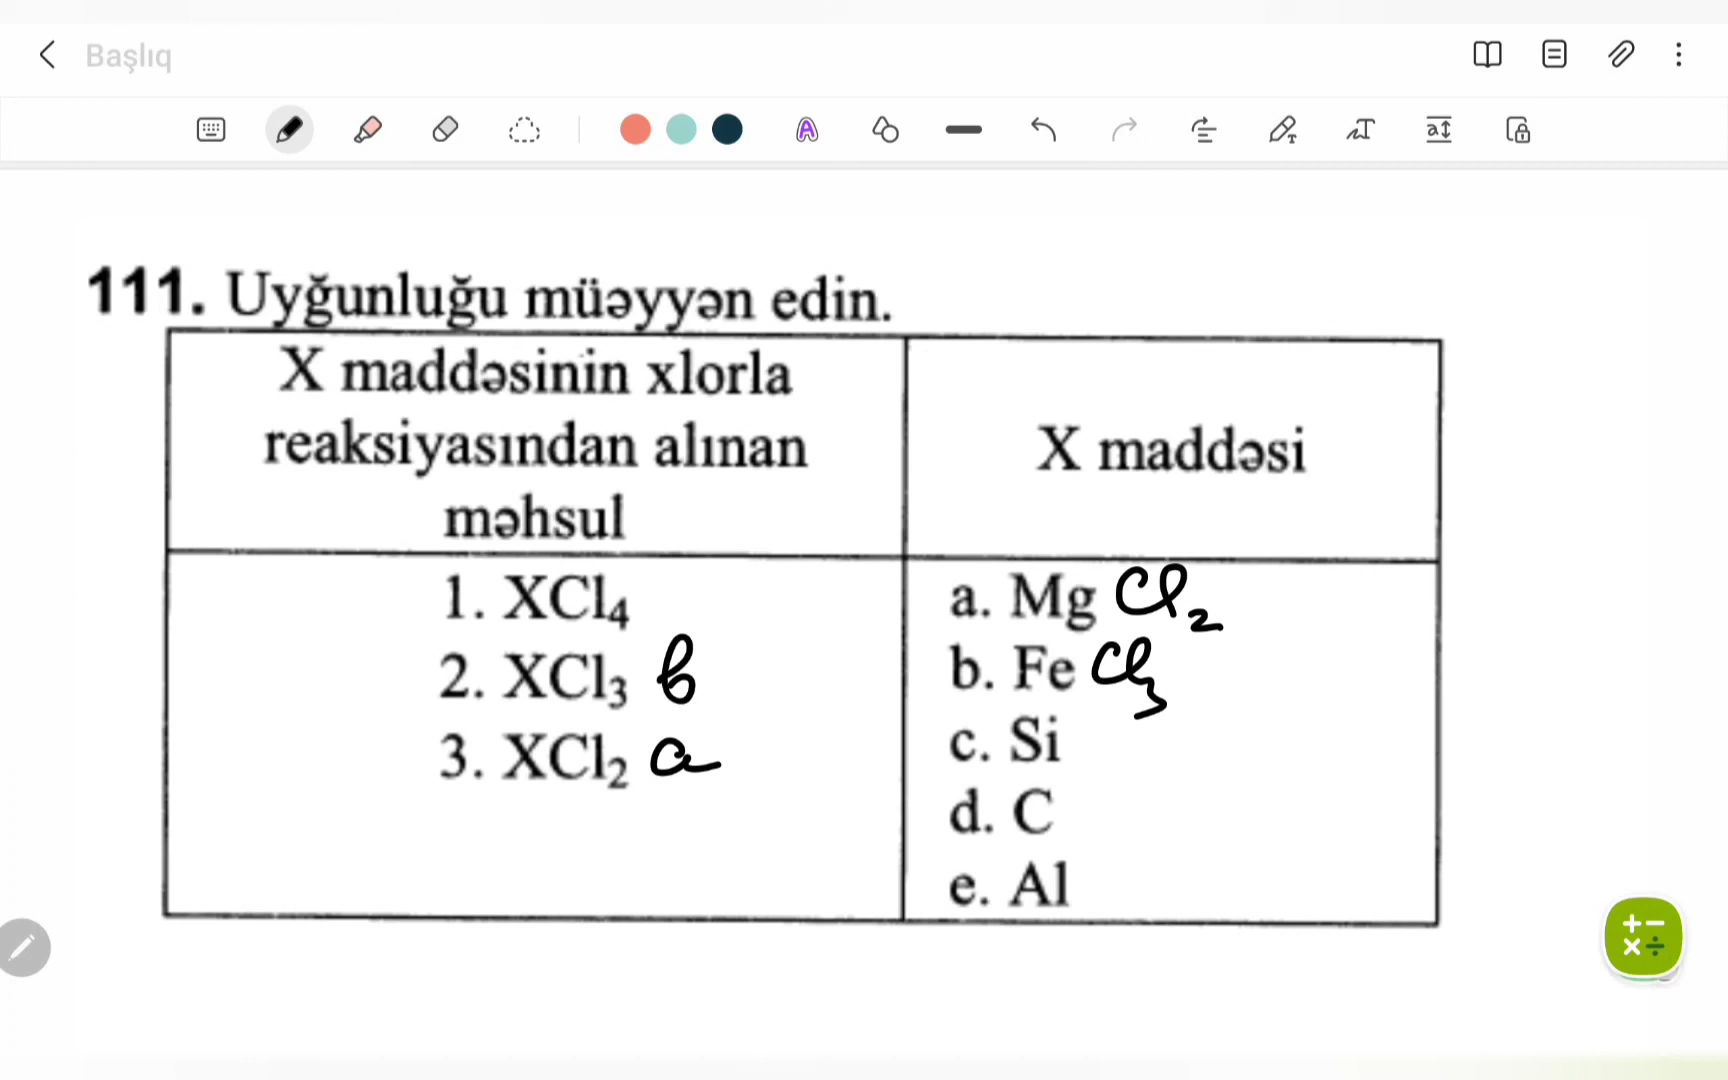 Başlıq
111. Uyğunluğu müəyyən edin.
X maddəsinin xlorla
reaksiyasından alınan
məhsul
X maddəsi
1. XCl₄
2. XCl₃ b
3. XCl₂ a
a. Mg Cl₂
b. Fe Cl₃
c. Si
d. C
e. Al